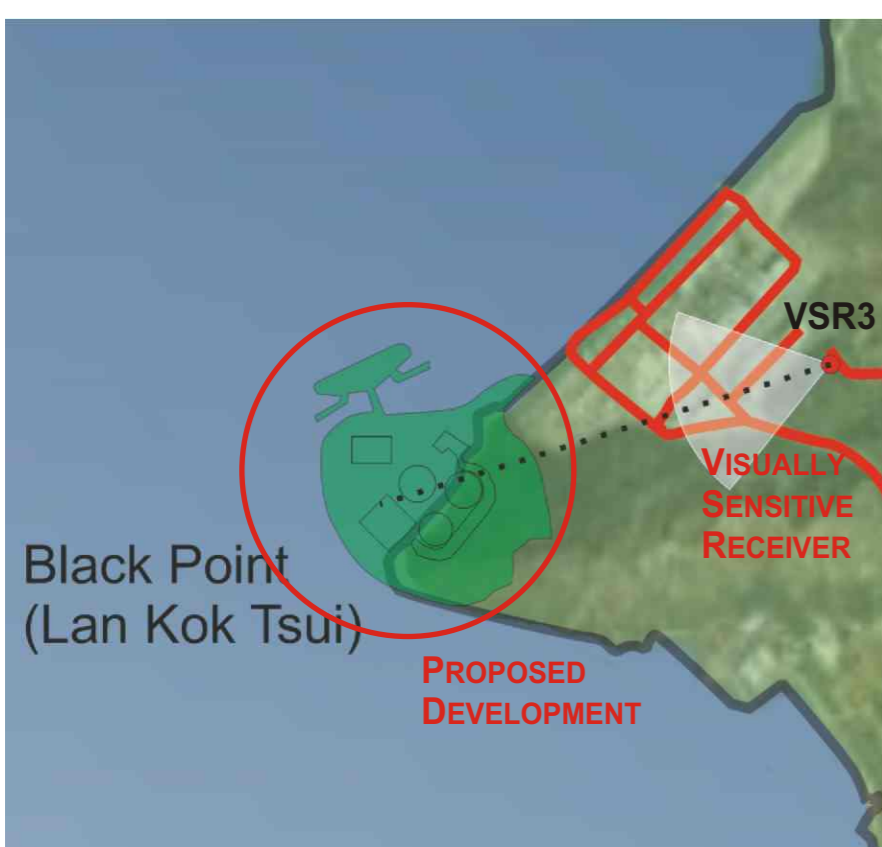 VSR3
VISUALLY
SENSITIVE
RECEIVER
Black Point
(Lan Kok Tsui)
PROPOSED
DEVELOPMENT